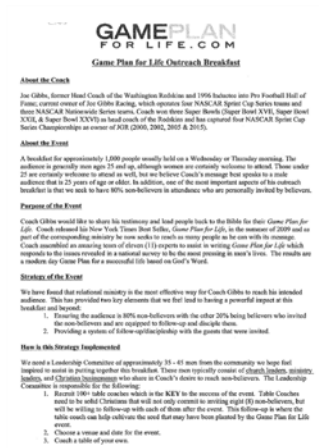 GAMEPLAN
FOR LIFE.COM
Game Plan for Life Outreach Breakfast
About the Coach
Joe Gibbs, former Head Coach of the Washington Redskins and 1996 Inductee into Pro Football Hall of
Fame; current owner of Joe Gibbs Racing, which operates four NASCAR Sprint Cup Series teams and
three NASCAR Nationwide Series teams. Coach won three Super Bowls (Super Bowl XVII, Super Bowl
XXII, & Super Bowl XXVI) as head coach of the Redskins and has captured four NASCAR Sprint Cup
Series Championships as owner of JGR (2000, 2002, 2005 & 2015).
About the Event
A breakfast for approximately 1,000 people usually held on a Wednesday or Thursday morning. The
audience is generally men ages 25 and up, although women are certainly welcome to attend. Those under
25 are certainly welcome to attend as well, but we believe Coach's message best speaks to a male
audience that is 25 years of age or older. In addition, one of the most important aspects of his outreach
breakfast is that we seek to have 80% non-believers in attendance who are personally invited by believers.
Purpose of the Event
Coach Gibbs would like to share his testimony and lead people back to the Bible for their Game Plan for
Life. Coach released his New York Times Best Seller, Game Plan for Life, in the summer of 2009 and as
part of the corresponding ministry he now seeks to reach as many people as he can with its message.
Coach assembled an amazing team of eleven (11) experts to assist in writing Game Plan for Life which
responds to the issues revealed in a national survey to be the most pressing in men's lives. The results are
a modern day Game Plan for a successful life based on God's Word.
Strategy of the Event
We have found that relational ministry is the most effective way for Coach Gibbs to reach his intended
audience. This has provided two key elements that we feel lead to having a powerful impact at this
breakfast and beyond:
1. Ensuring the audience is 80% non-believers with the other 20% being believers who invited
the non-believers and are equipped to follow-up and disciple them.
2. Providing a system of follow-up/discipleship with the guests that were invited.
How is this Strategy Implemented
We need a Leadership Committee of approximately 35 - 45 men from the community we hope feel
inspired to assist in putting together this breakfast. These men typically consist of church leaders, ministry
leaders, and Christian businessmen who share in Coach's desire to reach non-believers. The Leadership
Committee is responsible for the following:
1. Recruit 100+ table coaches which is the KEY to the success of the event. Table Coaches
need to be solid Christians that will not only commit to inviting eight (8) non-believers, but
will be willing to follow-up with each of them after the event. This follow-up is where the
table coach can help cultivate the seed that may have been planted by the Game Plan for Life
event.
2. Choose a venue and date for the event.
3. Coach a table of your own.